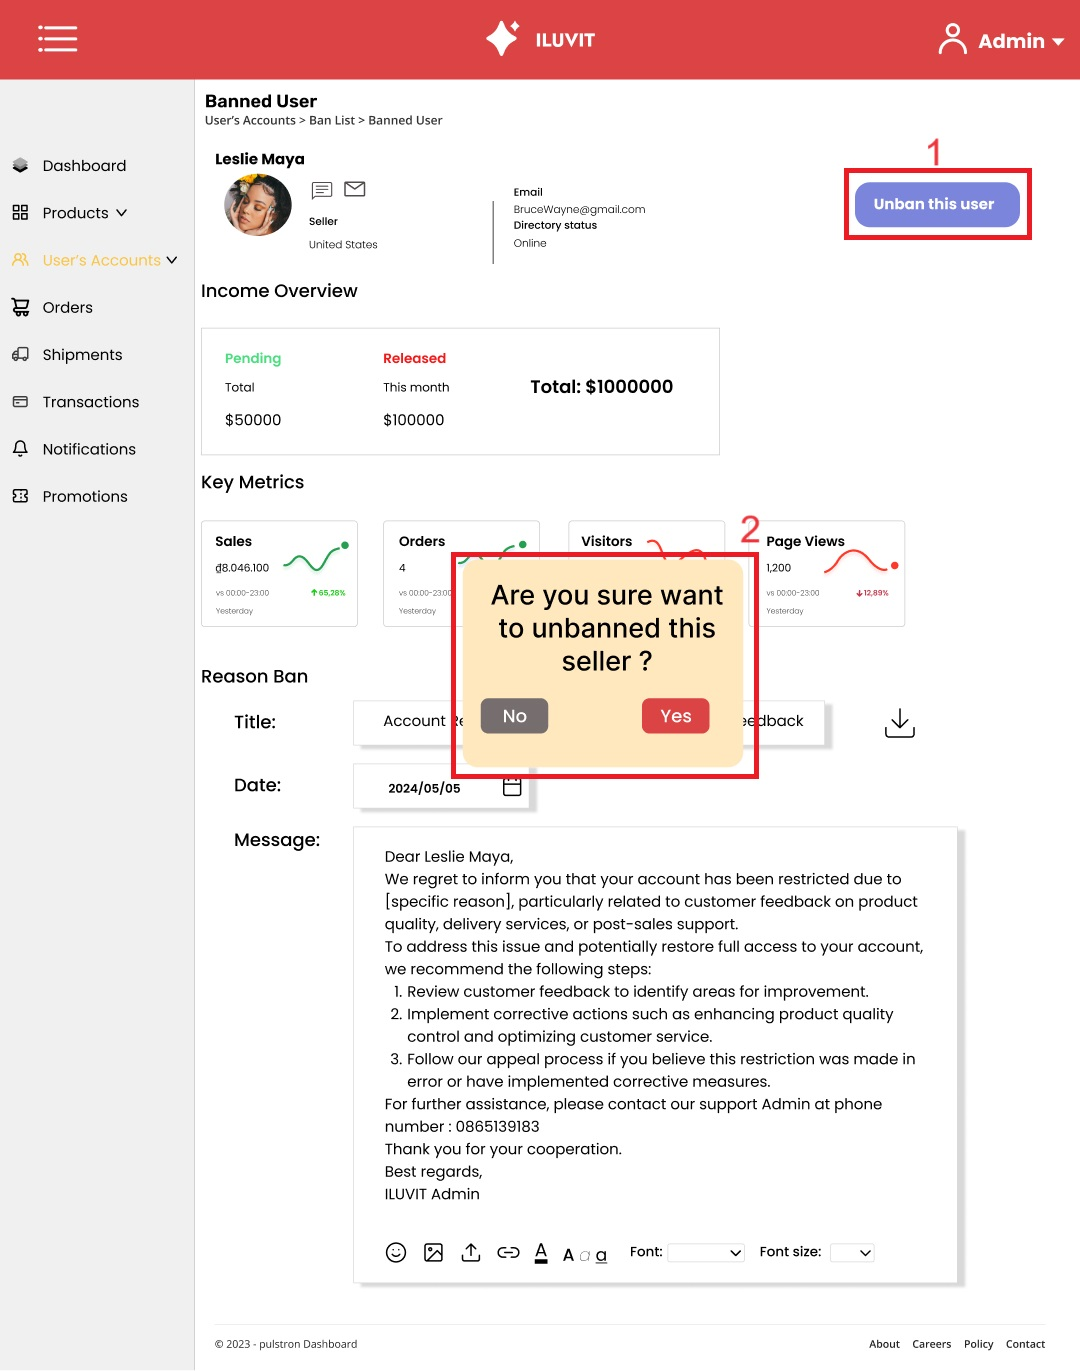 ILUVIT
Admin
Banned User
User's Accounts > Ban List > Banned User
Dashboard
Products
User's Accounts
Orders
Shipments
Transactions
Notifications
Promotions
Leslie Maya
Seller
United States
Email
BruceWayne@gmail.com
Directory status
Online
1
Unban this user
Income Overview
Pending
Total
$50000
Released
This month
$100000
Total: $1000000
Key Metrics
Sales
₫8.046.100
vs 00:00-23:00
Yesterday
65,28%
Orders
4
vs 00:00-23:00
Yesterday
Visitors
2
Page Views
1,200
vs 00:00-23:00
Yesterday
12,89%
Are you sure want
to unbanned this
seller ?
No
Yes
Reason Ban
Title:
Account
Date:
2024/05/05
Message:
Dear Leslie Maya,
We regret to inform you that your account has been restricted due to
[specific reason], particularly related to customer feedback on product
quality, delivery services, or post-sales support.
To address this issue and potentially restore full access to your account,
we recommend the following steps:
1. Review customer feedback to identify areas for improvement.
2. Implement corrective actions such as enhancing product quality
control and optimizing customer service.
3. Follow our appeal process if you believe this restriction was made in
error or have implemented corrective measures.
For further assistance, please contact our support Admin at phone
number : 0865139183
Thank you for your cooperation.
Best regards,
ILUVIT Admin
A A a a Font: Font size:
© 2023 - pulstron Dashboard
About Careers Policy Contact